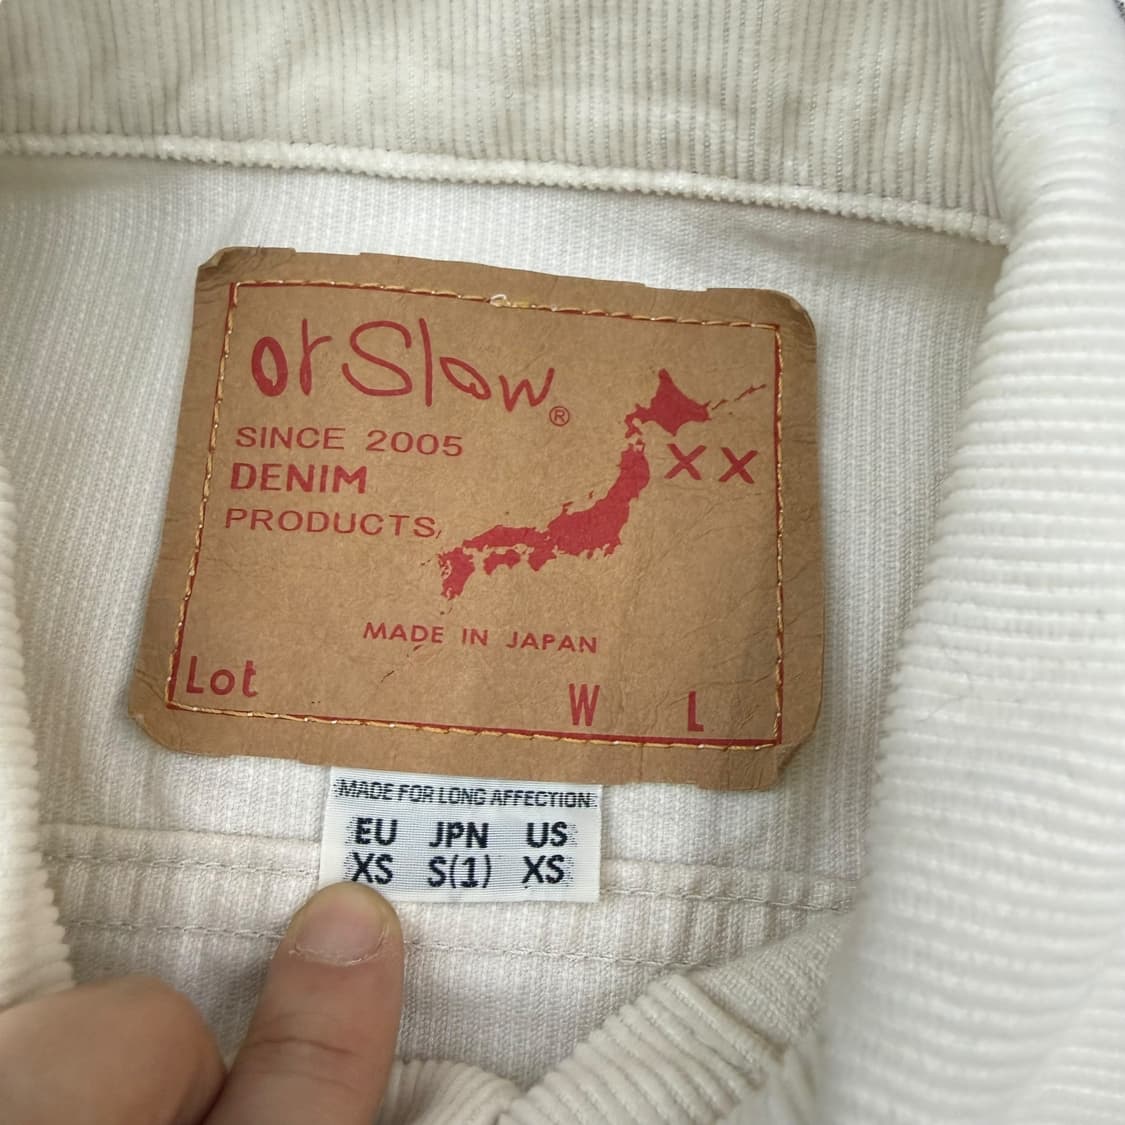 orSlow®
SINCE 2005
DENIM
PRODUCTS,
XX
MADE IN JAPAN
Lot W L
MADE FOR LONG AFFECTION
EU JPN US
XS S(1) XS